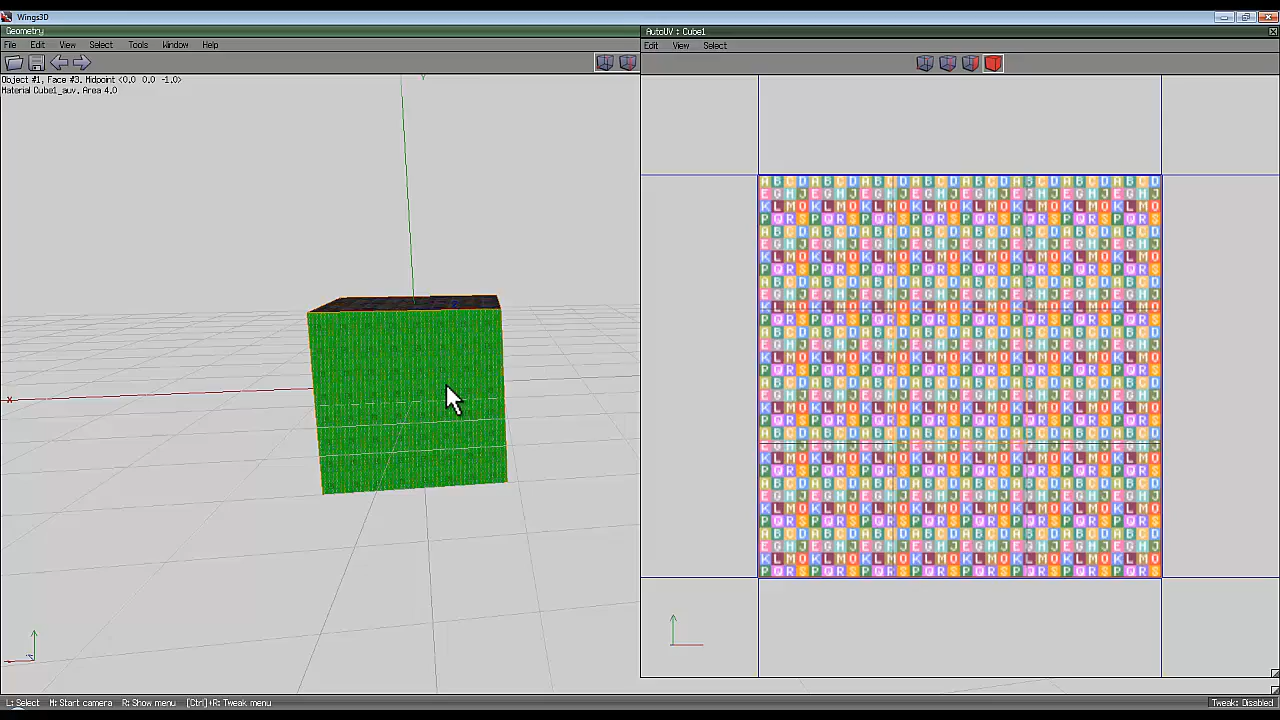 Wings3D
Geometry
AutoUV: Cube1
File Edit View Select Tools Window Help
Edit View Select
Object #1, Face #3. Midpoint <0.0 0.0 -1.0>
Material Cube1_auv. Area 4.0
Y
X
A B C D A B C D A B C D A B C D A B C D A B C D A B C D A B C D
E G H J E G H J E G H J E G H J E G H J E G H J E G H J E G H J
K L M O K L M O K L M O K L M O K L M O K L M O K L M O K L M O
P Q R S P Q R S P Q R S P Q R S P Q R S P Q R S P Q R S P Q R S
A B C D A B C D A B C D A B C D A B C D A B C D A B C D A B C D
E G H J E G H J E G H J E G H J E G H J E G H J E G H J E G H J
K L M O K L M O K L M O K L M O K L M O K L M O K L M O K L M O
P Q R S P Q R S P Q R S P Q R S P Q R S P Q R S P Q R S P Q R S
A B C D A B C D A B C D A B C D A B C D A B C D A B C D A B C D
E G H J E G H J E G H J E G H J E G H J E G H J E G H J E G H J
K L M O K L M O K L M O K L M O K L M O K L M O K L M O K L M O
P Q R S P Q R S P Q R S P Q R S P Q R S P Q R S P Q R S P Q R S
A B C D A B C D A B C D A B C D A B C D A B C D A B C D A B C D
E G H J E G H J E G H J E G H J E G H J E G H J E G H J E G H J
K L M O K L M O K L M O K L M O K L M O K L M O K L M O K L M O
P Q R S P Q R S P Q R S P Q R S P Q R S P Q R S P Q R S P Q R S
A B C D A B C D A B C D A B C D A B C D A B C D A B C D A B C D
E G H J E G H J E G H J E G H J E G H J E G H J E G H J E G H J
K L M O K L M O K L M O K L M O K L M O K L M O K L M O K L M O
P Q R S P Q R S P Q R S P Q R S P Q R S P Q R S P Q R S P Q R S
A B C D A B C D A B C D A B C D A B C D A B C D A B C D A B C D
E G H J E G H J E G H J E G H J E G H J E G H J E G H J E G H J
K L M O K L M O K L M O K L M O K L M O K L M O K L M O K L M O
P Q R S P Q R S P Q R S P Q R S P Q R S P Q R S P Q R S P Q R S
A B C D A B C D A B C D A B C D A B C D A B C D A B C D A B C D
E G H J E G H J E G H J E G H J E G H J E G H J E G H J E G H J
K L M O K L M O K L M O K L M O K L M O K L M O K L M O K L M O
P Q R S P Q R S P Q R S P Q R S P Q R S P Q R S P Q R S P Q R S
A B C D A B C D A B C D A B C D A B C D A B C D A B C D A B C D
E G H J E G H J E G H J E G H J E G H J E G H J E G H J E G H J
K L M O K L M O K L M O K L M O K L M O K L M O K L M O K L M O
P Q R S P Q R S P Q R S P Q R S P Q R S P Q R S P Q R S P Q R S
L: Select M: Start camera R: Show menu [Ctrl]+R: Tweak menu
Tweak: Disabled